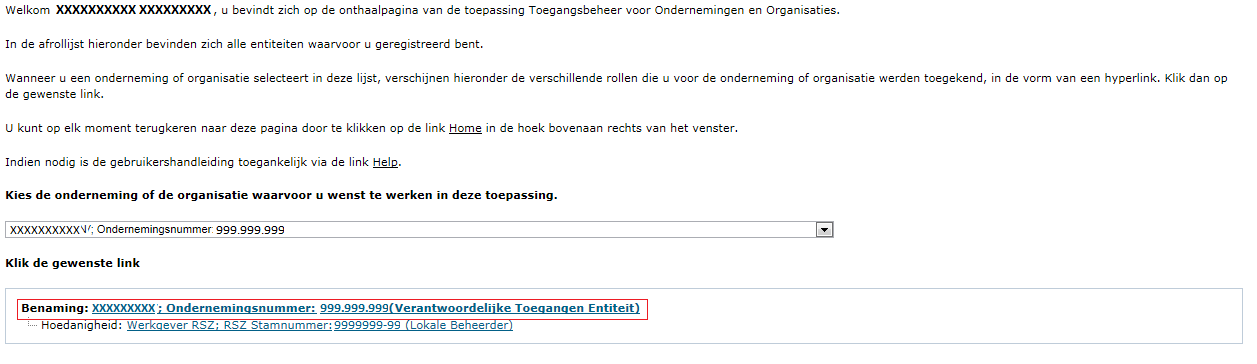 Welkom XXXXXXXXXX XXXXXXXXX, u bevindt zich op de onthaalpagina van de toepassing Toegangsbeheer voor Ondernemingen en Organisaties.
In de afrollijst hieronder bevinden zich alle entiteiten waarvoor u geregistreerd bent.
Wanneer u een onderneming of organisatie selecteert in deze lijst, verschijnen hieronder de verschillende rollen die u voor de onderneming of organisatie werden toegekend, in de vorm van een hyperlink. Klik dan op
de gewenste link.
U kunt op elk moment terugkeren naar deze pagina door te klikken op de link Home in de hoek bovenaan rechts van het venster.
Indien nodig is de gebruikershandleiding toegankelijk via de link Help.
Kies de onderneming of de organisatie waarvoor u wenst te werken in deze toepassing.
XXXXXXXXXX; Ondernemingsnummer: 999.999.999
Klik de gewenste link
Benaming: XXXXXXXXX; Ondernemingsnummer: 999.999.999(Verantwoordelijke Toegangen Entiteit)
Hoedanigheid: Werkgever RSZ; RSZ Stamnummer: 9999999-99 (Lokale Beheerder)